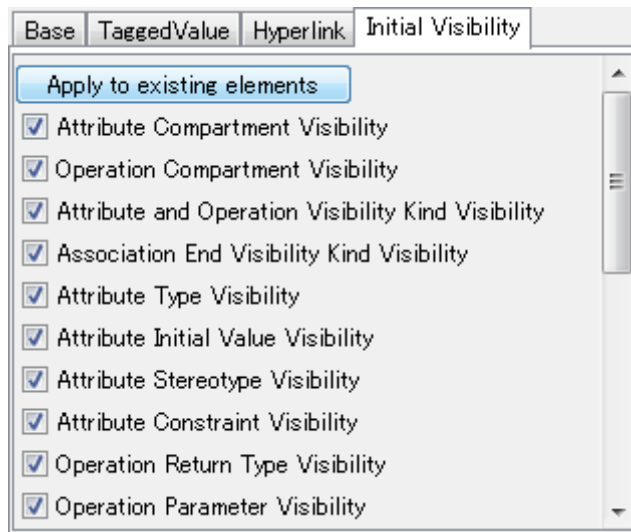 Base TaggedValue Hyperlink Initial Visibility
Apply to existing elements
Attribute Compartment Visibility
Operation Compartment Visibility
Attribute and Operation Visibility Kind Visibility
Association End Visibility Kind Visibility
Attribute Type Visibility
Attribute Initial Value Visibility
Attribute Stereotype Visibility
Attribute Constraint Visibility
Operation Return Type Visibility
Operation Parameter Visibility